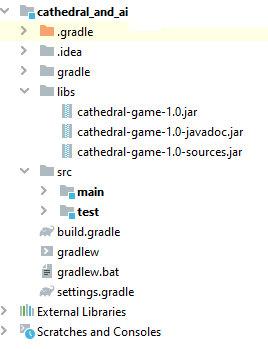 cathedral_and_ai
.gradle
.idea
gradle
libs
cathedral-game-1.0.jar
cathedral-game-1.0-javadoc.jar
cathedral-game-1.0-sources.jar
src
main
test
build.gradle
gradlew
gradlew.bat
settings.gradle
External Libraries
Scratches and Consoles